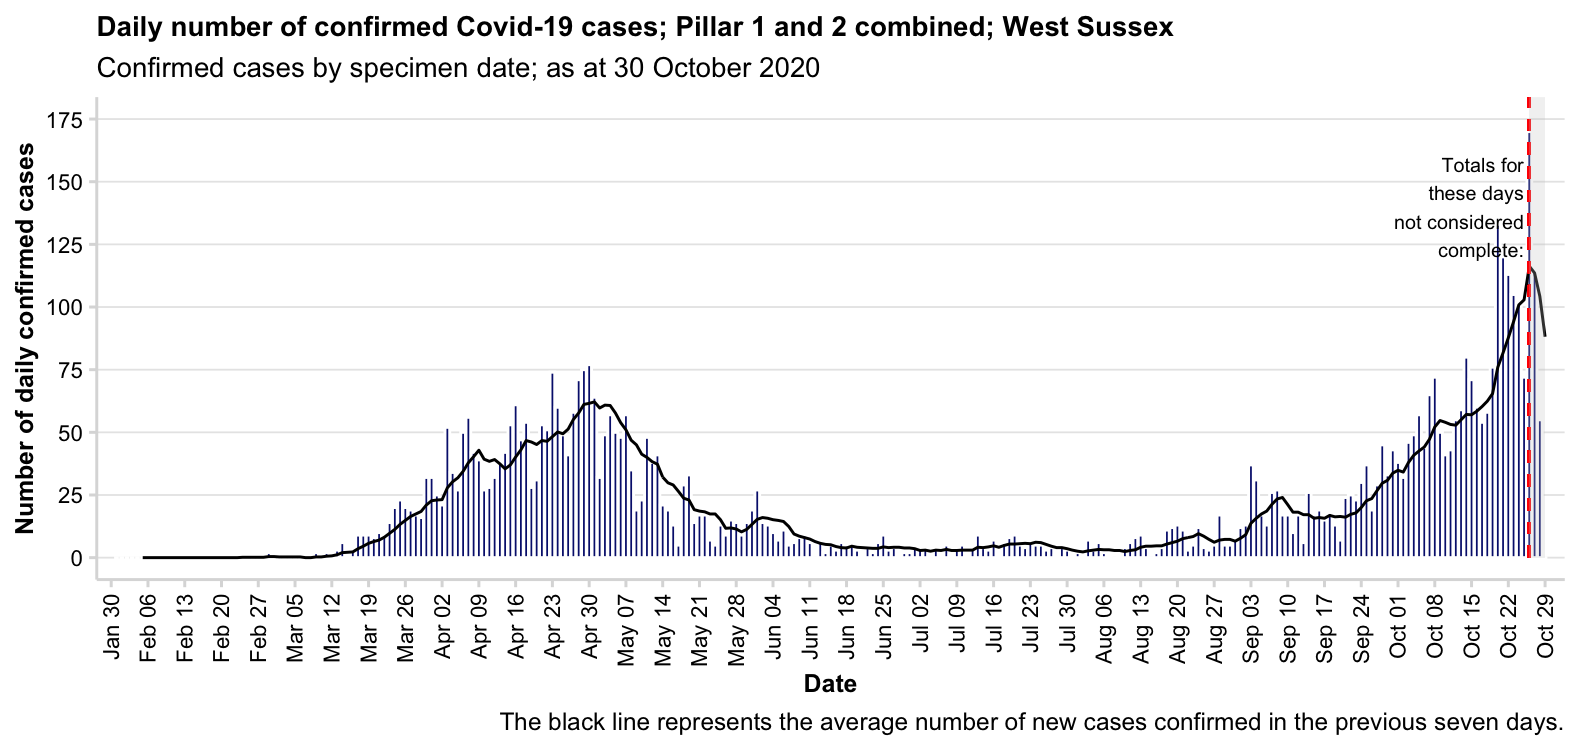 Daily number of confirmed Covid-19 cases; Pillar 1 and 2 combined; West Sussex
Confirmed cases by specimen date; as at 30 October 2020
Number of daily confirmed cases
175
150
125
100
75
50
25
0
Totals for
these days
not considered
complete:
Jan 30
Feb 06
Feb 13
Feb 20
Feb 27
Mar 05
Mar 12
Mar 19
Mar 26
Apr 02
Apr 09
Apr 16
Apr 23
Apr 30
May 07
May 14
May 21
May 28
Jun 04
Jun 11
Jun 18
Jun 25
Jul 02
Jul 09
Jul 16
Jul 23
Jul 30
Aug 06
Aug 13
Aug 20
Aug 27
Sep 03
Sep 10
Sep 17
Sep 24
Oct 01
Oct 08
Oct 15
Oct 22
Oct 29
Date
The black line represents the average number of new cases confirmed in the previous seven days.